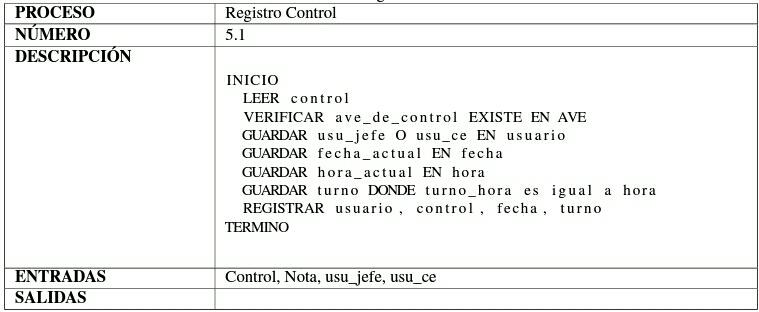 PROCESO Registro Control
NÚMERO 5.1
DESCRIPCIÓN
INICIO
LEER control
VERIFICAR ave_de_control EXISTE EN AVE
GUARDAR usu_jefe O usu_ce EN usuario
GUARDAR fecha_actual EN fecha
GUARDAR hora_actual EN hora
GUARDAR turno DONDE turno_hora es igual a hora
REGISTRAR usuario, control, fecha, turno
TERMINO
ENTRADAS Control, Nota, usu_jefe, usu_ce
SALIDAS